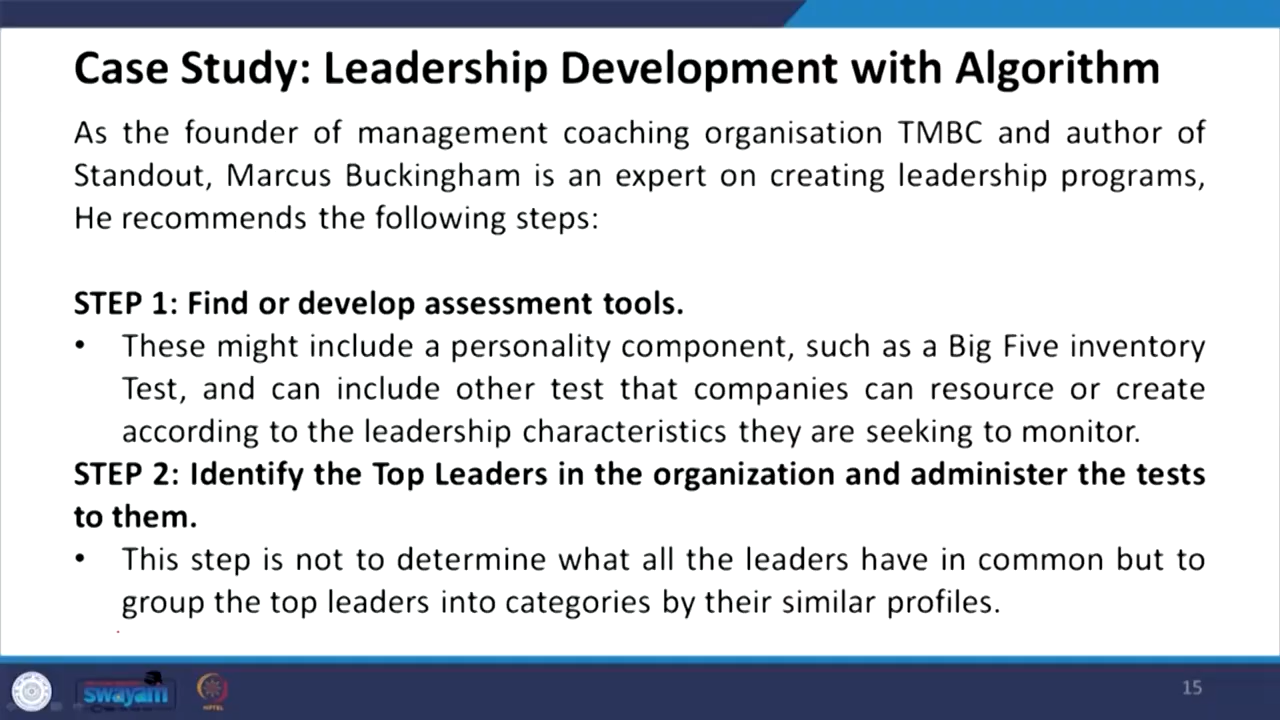 Case Study: Leadership Development with Algorithm
As the founder of management coaching organisation TMBC and author of
Standout, Marcus Buckingham is an expert on creating leadership programs,
He recommends the following steps:
STEP 1: Find or develop assessment tools.
• These might include a personality component, such as a Big Five inventory
Test, and can include other test that companies can resource or create
according to the leadership characteristics they are seeking to monitor.
STEP 2: Identify the Top Leaders in the organization and administer the tests
to them.
• This step is not to determine what all the leaders have in common but to
group the top leaders into categories by their similar profiles.
swayam
NPTEL
15